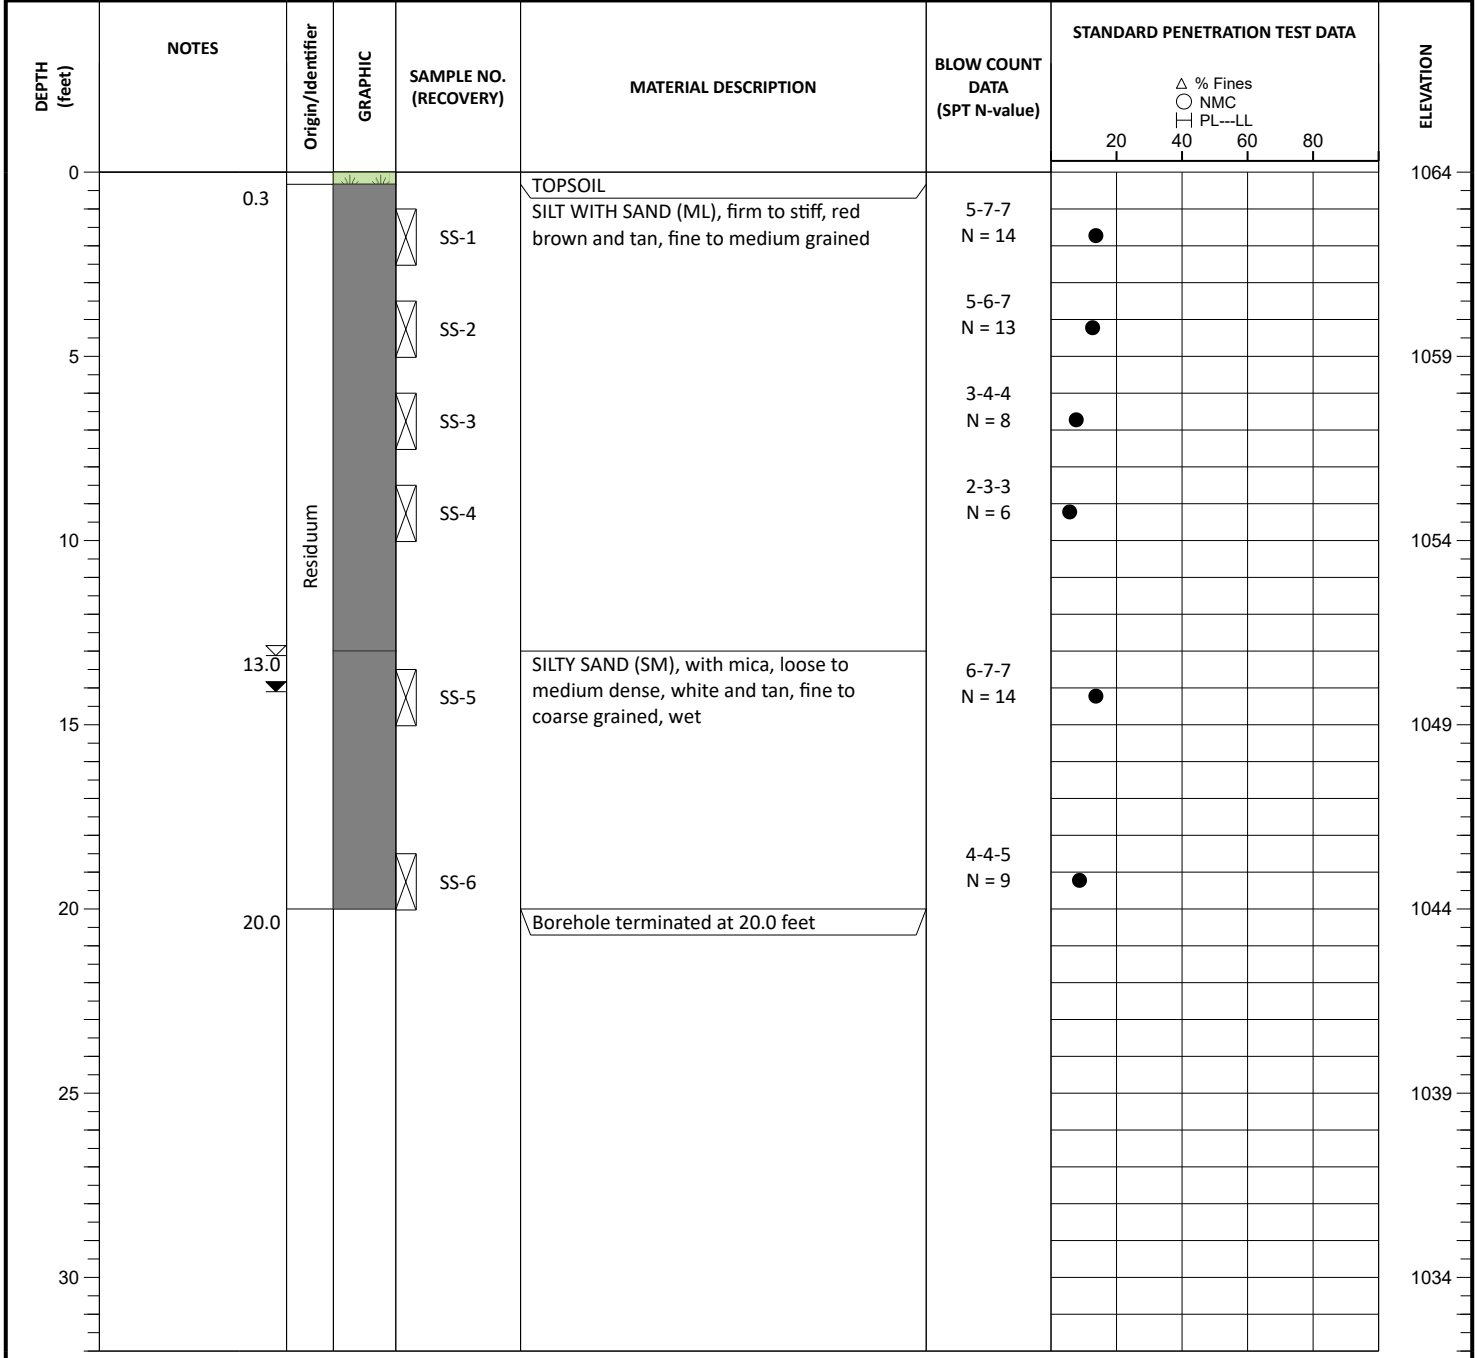 DEPTH
(feet)
NOTES
Origin/Identifier
GRAPHIC
SAMPLE NO.
(RECOVERY)
MATERIAL DESCRIPTION
BLOW COUNT
DATA
(SPT N-value)
STANDARD PENETRATION TEST DATA
% Fines
NMC
PL---LL
20 40 60 80
ELEVATION
0
1064
TOPSOIL
0.3
SILT WITH SAND (ML), firm to stiff, red
brown and tan, fine to medium grained
SS-1
5-7-7
N = 14
SS-2
5-6-7
N = 13
5
1059
SS-3
3-4-4
N = 8
SS-4
2-3-3
N = 6
Residuum
10
1054
13.0
SILTY SAND (SM), with mica, loose to
medium dense, white and tan, fine to
coarse grained, wet
SS-5
6-7-7
N = 14
15
1049
SS-6
4-4-5
N = 9
20
1044
20.0
Borehole terminated at 20.0 feet
25
1039
30
1034